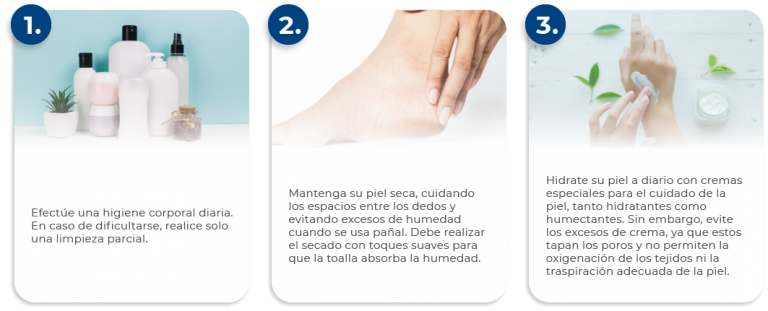 1.
Efectúe una higiene corporal diaria.
En caso de dificultarse, realice solo
una limpieza parcial.
2.
Mantenga su piel seca, cuidando
los espacios entre los dedos y
evitando excesos de humedad
cuando se usa pañal. Debe realizar
el secado con toques suaves para
que la toalla absorba la humedad.
3.
Hidrate su piel a diario con cremas
especiales para el cuidado de la
piel, tanto hidratantes como
humectantes. Sin embargo, evite
los excesos de crema, ya que estos
tapan los poros y no permiten la
oxigenación de los tejidos ni la
traspiración adecuada de la piel.